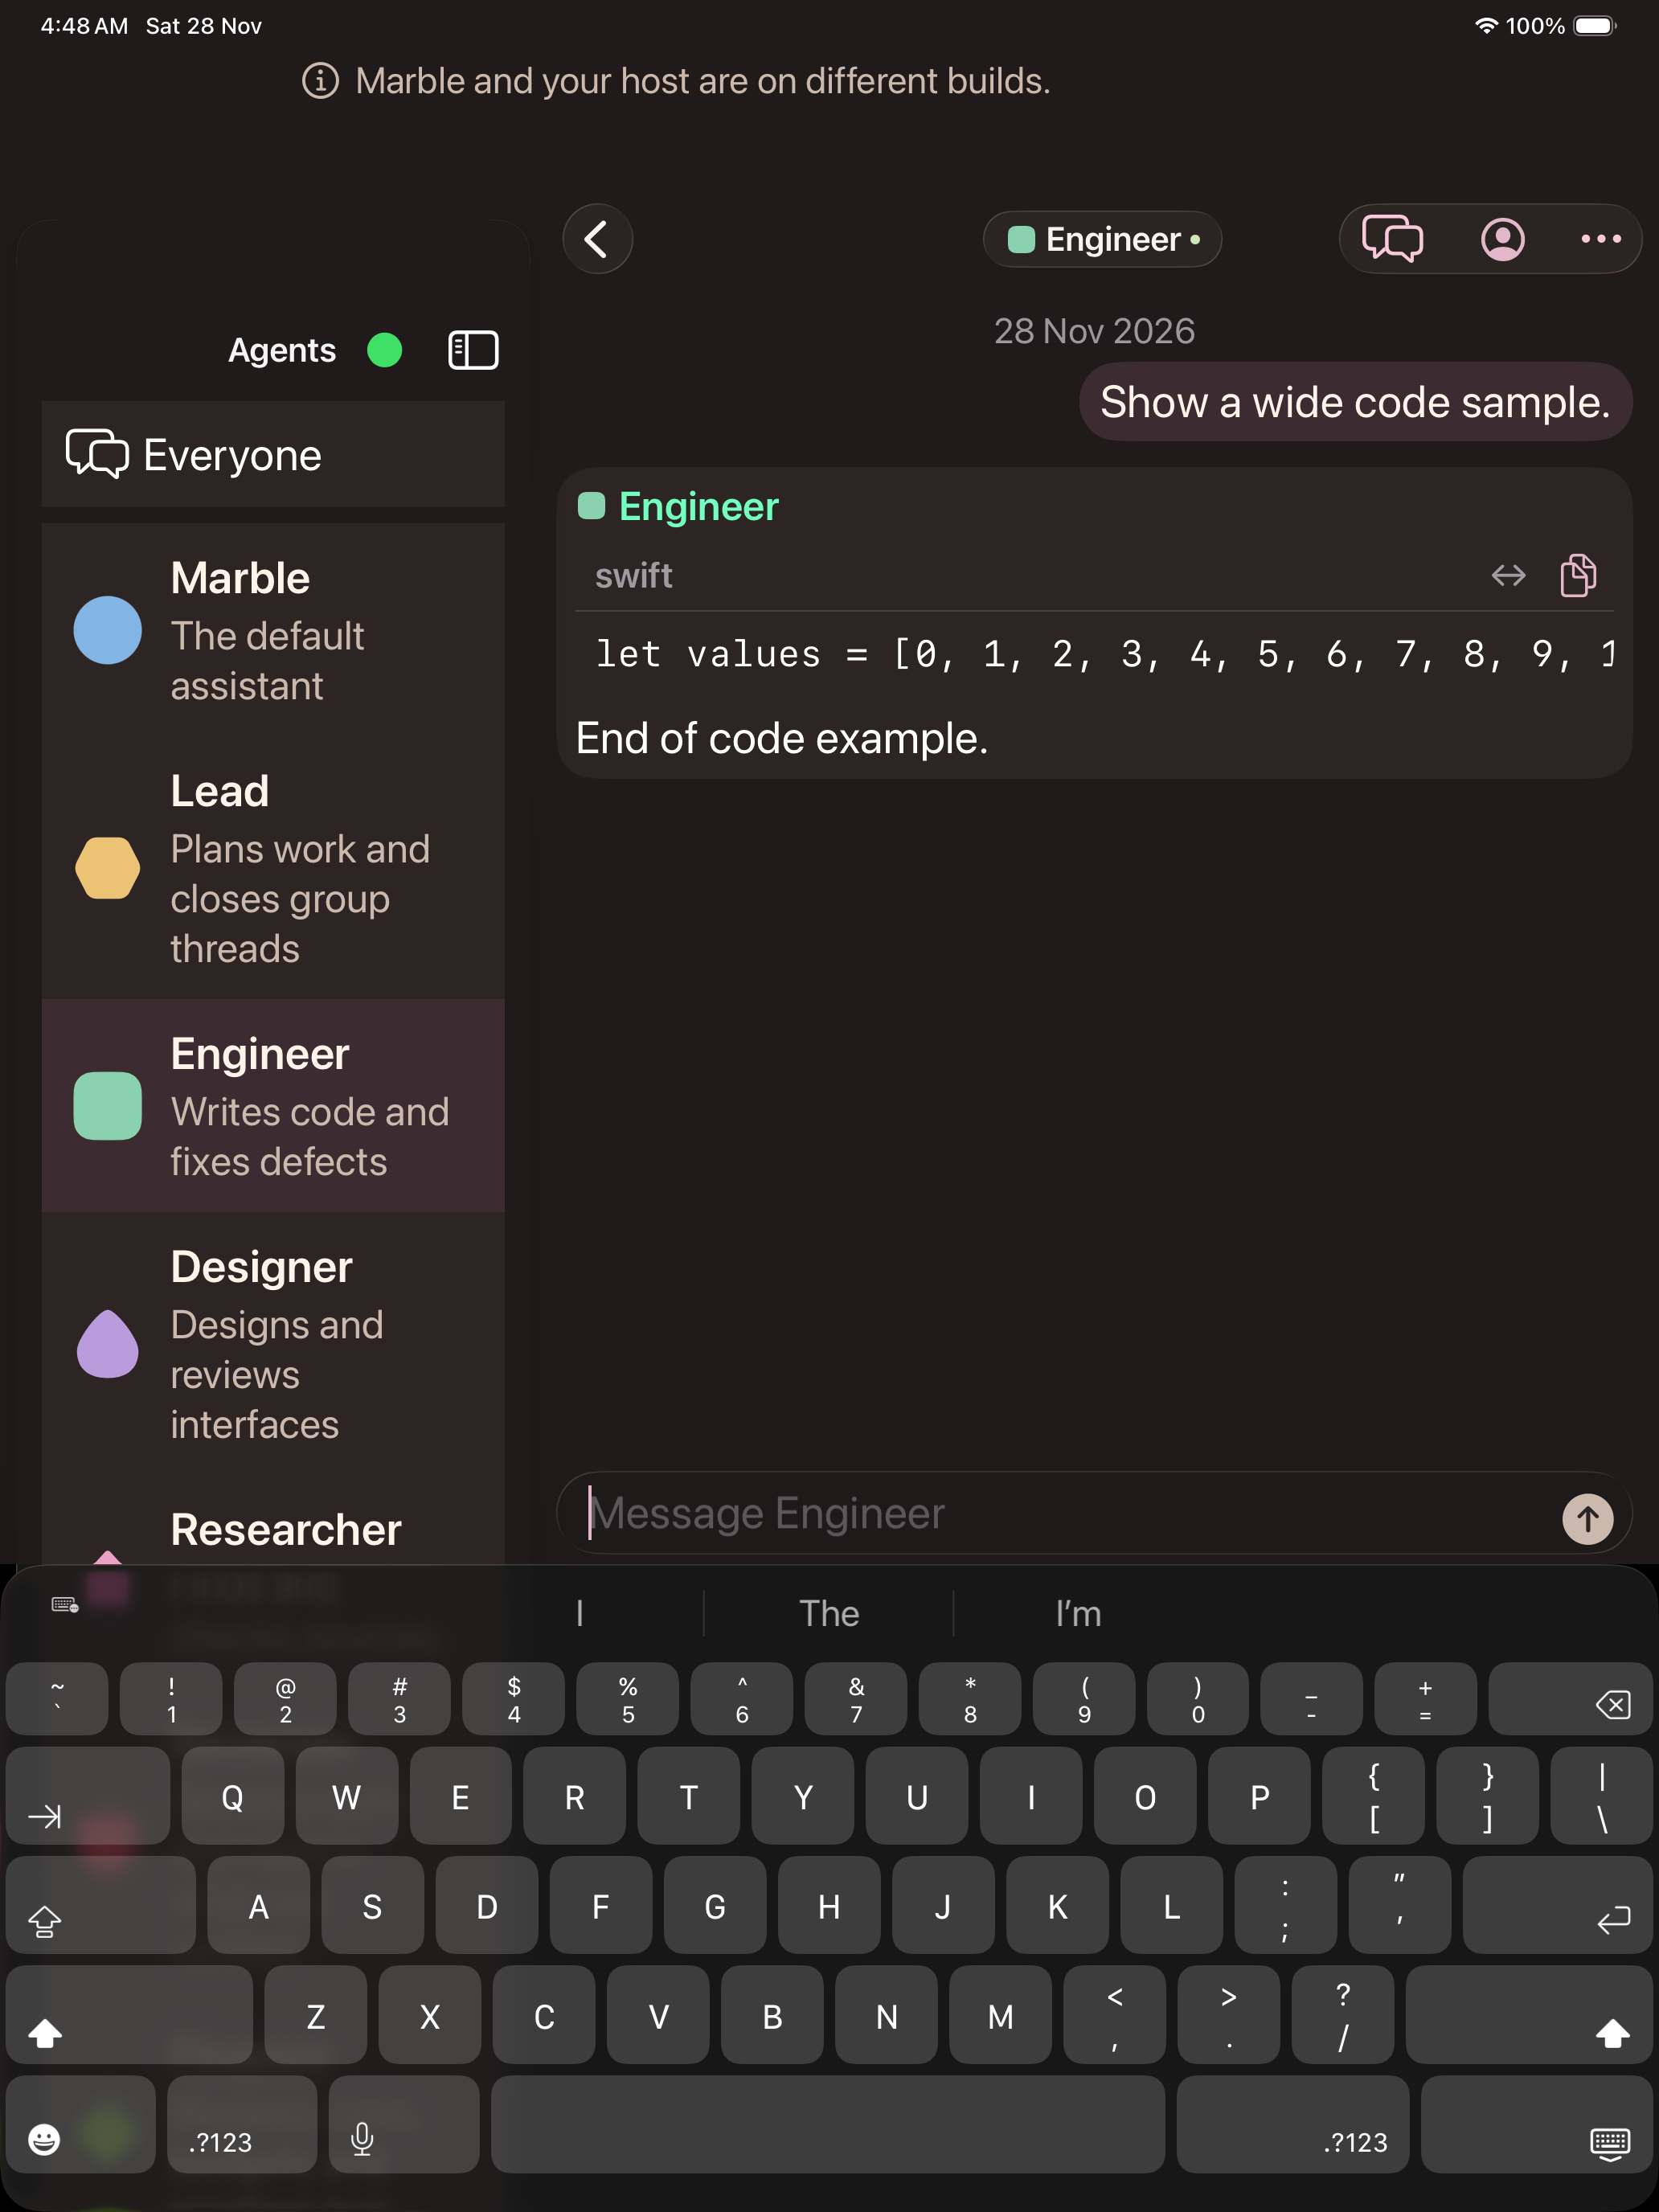 4:48 AM Sat 28 Nov
100%
Marble and your host are on different builds.
Engineer
Agents
28 Nov 2026
Show a wide code sample.
Everyone
Engineer
swift
let values = [0, 1, 2, 3, 4, 5, 6, 7, 8, 9, 1
End of code example.
Marble
The default
assistant
Lead
Plans work and
closes group
threads
Engineer
Writes code and
fixes defects
Designer
Designs and
reviews
interfaces
Researcher
Message Engineer
I The I’m
~ ! @ # $ % ^ & * ( ) _ +
` 1 2 3 4 5 6 7 8 9 0 - =
Q W E R T Y U I O P { } |
[ ] \
A S D F G H J K L : "
; '
Z X C V B N M < > ?
, . /
.?123 .?123